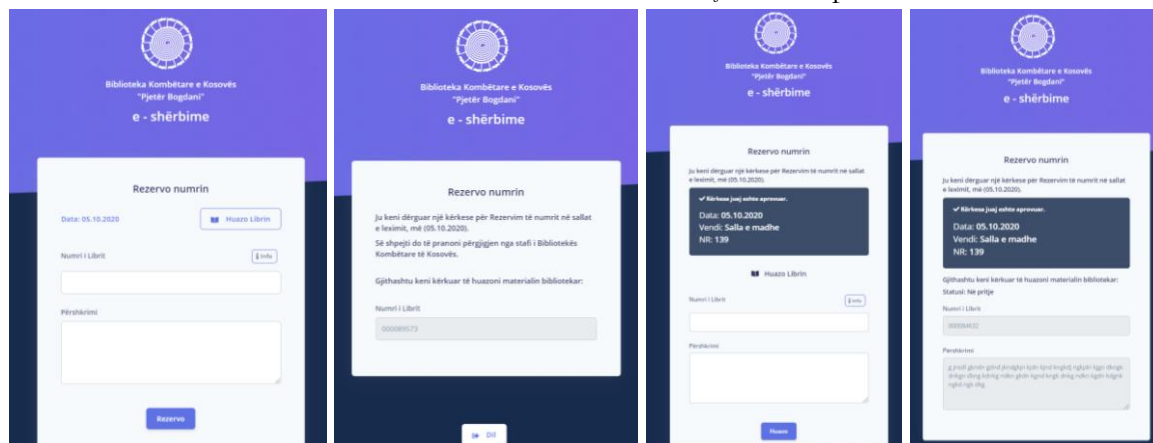 Biblioteka Kombëtare e Kosovës
"Pjetër Bogdani"
e - shërbime
Rezervo numrin
Data: 05.10.2020
Huazo Librin
Numri i Librit
Info
Përshkrimi
Rezervo
Biblioteka Kombëtare e Kosovës
"Pjetër Bogdani"
e - shërbime
Rezervo numrin
Ju keni dërguar një kërkese për Rezervim të numrit në sallat
e leximit, më (05.10.2020).
Së shpejti do të pranoni përgjigjen nga stafi i Bibliotekës
Kombëtare të Kosovës.
Gjithashtu keni kërkuar të huazoni materialin bibliotekar:
Numri i Librit
000089573
Dil
Biblioteka Kombëtare e Kosovës
"Pjetër Bogdani"
e - shërbime
Rezervo numrin
Ju keni dërguar një kërkese për Rezervim të numrit në sallat
e leximit, më (05.10.2020).
Kërkesa juaj eshte aprovuar.
Data: 05.10.2020
Vendi: Salla e madhe
NR: 139
Huazo Librin
Numri i Librit
Info
Përshkrimi
Huazo
Biblioteka Kombëtare e Kosovës
"Pjetër Bogdani"
e - shërbime
Rezervo numrin
Ju keni dërguar një kërkese për Rezervim të numrit në sallat
e leximit, më (05.10.2020).
Kërkesa juaj eshte aprovuar.
Data: 05.10.2020
Vendi: Salla e madhe
NR: 139
Gjithashtu keni kërkuar të huazoni materialin bibliotekar:
Statusi: Në pritje
Numri i Librit
Përshkrimi